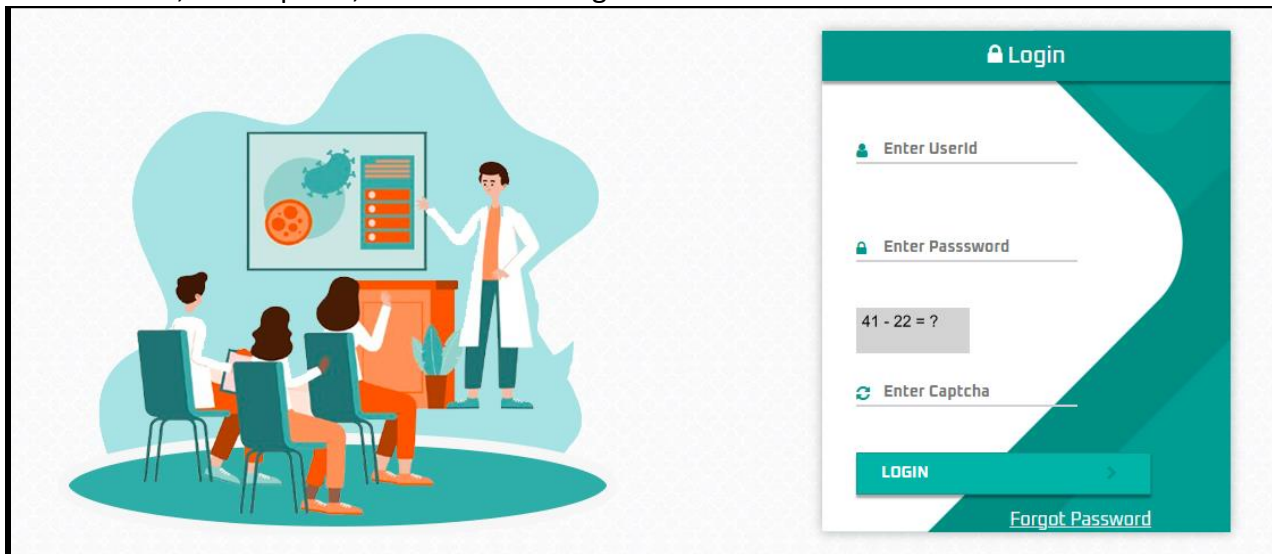 Login
Enter UserId
Enter Passsword
41 - 22 = ?
Enter Captcha
LOGIN
Forgot Password